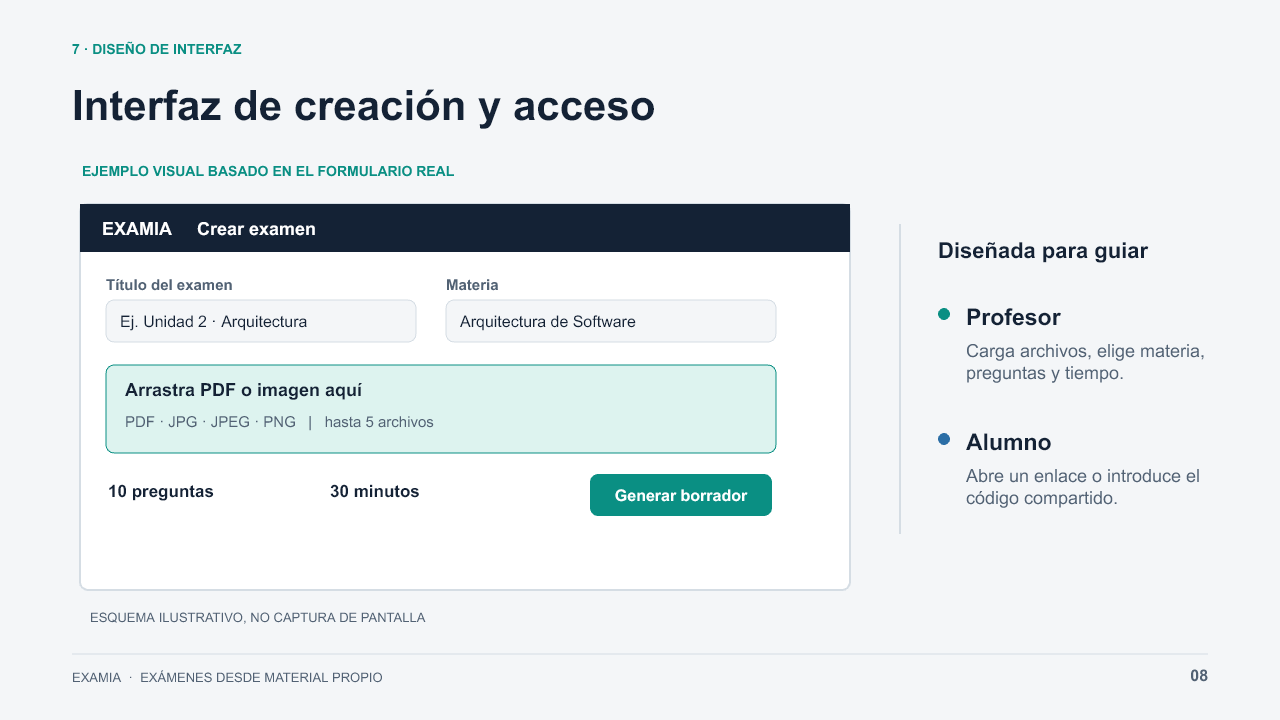 7 · DISEÑO DE INTERFAZ
Interfaz de creación y acceso
EJEMPLO VISUAL BASADO EN EL FORMULARIO REAL
EXAMIA Crear examen
Título del examen Materia
Ej. Unidad 2 · Arquitectura Arquitectura de Software
Arrastra PDF o imagen aquí
PDF · JPG · JPEG · PNG | hasta 5 archivos
10 preguntas 30 minutos Generar borrador
ESQUEMA ILUSTRATIVO, NO CAPTURA DE PANTALLA
Diseñada para guiar
Profesor
Carga archivos, elige materia,
preguntas y tiempo.
Alumno
Abre un enlace o introduce el
código compartido.
EXAMIA · EXÁMENES DESDE MATERIAL PROPIO
08